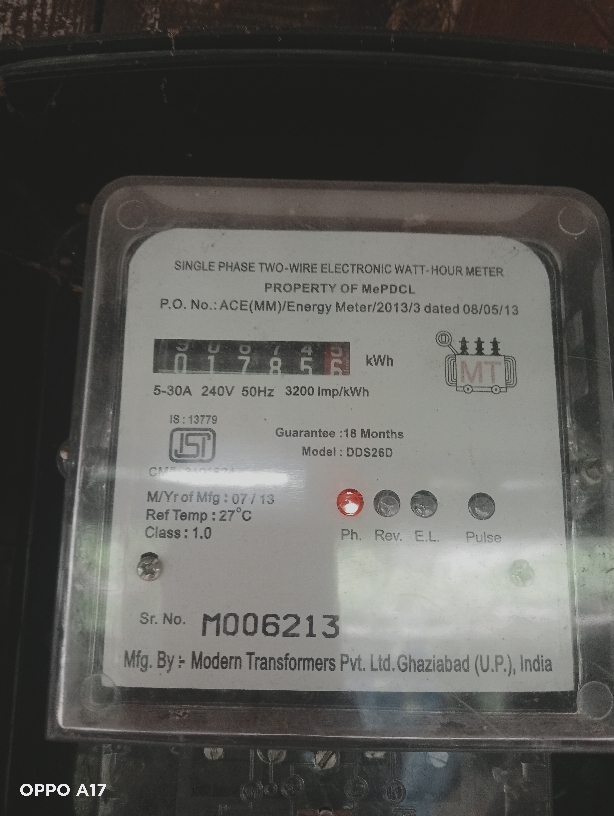 SINGLE PHASE TWO-WIRE ELECTRONIC WATT-HOUR METER
PROPERTY OF MePDCL
P.O. No.: ACE(MM)/Energy Meter/2013/3 dated 08/05/13
017856 kWh
MT
5-30A 240V 50Hz 3200 Imp/kWh
IS : 13779
ISI
Guarantee :18 Months
Model : DDS26D
M/Yr of Mfg : 07 / 13
Ref Temp : 27°C
Class : 1.0
Ph. Rev. E.L. Pulse
Sr. No. M006213
Mfg. By :- Modern Transformers Pvt. Ltd. Ghaziabad (U.P.), India
OPPO A17